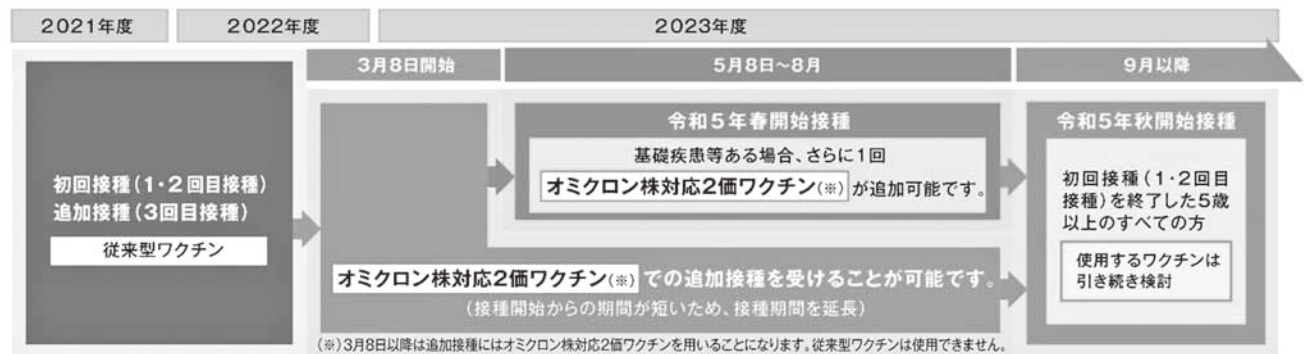 2021年度
2022年度
2023年度
3月8日開始
5月8日～8月
9月以降
初回接種(1・2回目接種)
追加接種(3回目接種)
従来型ワクチン
令和5年春開始接種
基礎疾患等ある場合、さらに1回
オミクロン株対応2価ワクチン(※)が追加可能です。
オミクロン株対応2価ワクチン(※)での追加接種を受けることが可能です。
(接種開始からの期間が短いため、接種期間を延長)
(※)3月8日以降は追加接種にはオミクロン株対応2価ワクチンを用いることになります。従来型ワクチンは使用できません。
令和5年秋開始接種
初回接種(1・2回目
接種)を終了した5歳
以上のすべての方
使用するワクチンは
引き続き検討